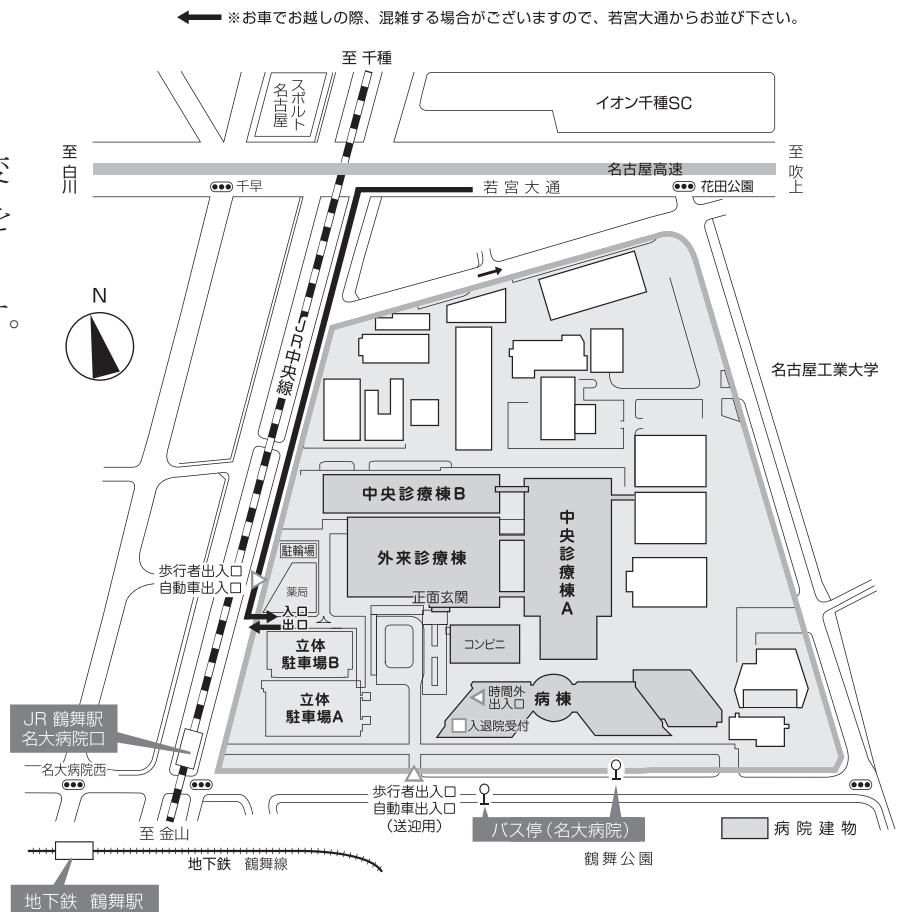 ※お車でお越しの際、混雑する場合がございますので、若宮大通からお並び下さい。
至 千種
スポルト
名古屋
イオン千種SC
至 白川
名古屋高速
至 吹上
千早
若宮大通
花田公園
を
す。
N
JR中央線
名古屋工業大学
中央診療棟B
中央診療棟A
外来診療棟
駐輪場
歩行者出入口
自動車出入口
薬局
正面玄関
入口
出口
コンビニ
立体
駐車場B
時間外
出入口
病棟
立体
駐車場A
入退院受付
JR 鶴舞駅
名大病院口
名大病院西
歩行者出入口
自動車出入口
(送迎用)
バス停(名大病院)
病院建物
至 金山
鶴舞公園
地下鉄 鶴舞線
地下鉄 鶴舞駅